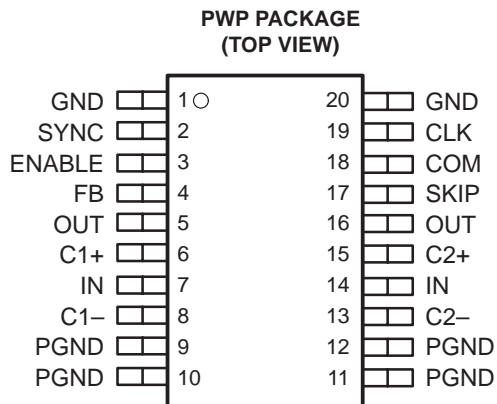 PWP PACKAGE
(TOP VIEW)
GND 1 20 GND
SYNC 2 19 CLK
ENABLE 3 18 COM
FB 4 17 SKIP
OUT 5 16 OUT
C1+ 6 15 C2+
IN 7 14 IN
C1– 8 13 C2–
PGND 9 12 PGND
PGND 10 11 PGND